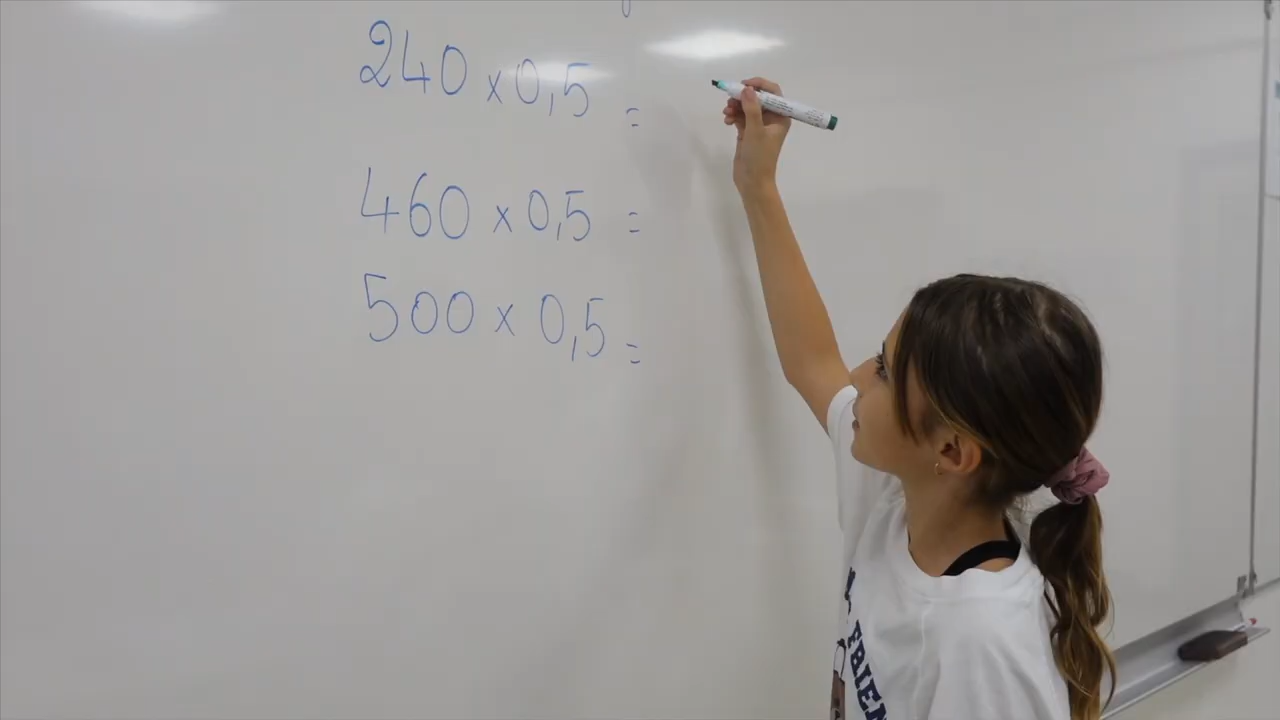 240 x 0,5 =
460 x 0,5 =
500 x 0,5 =